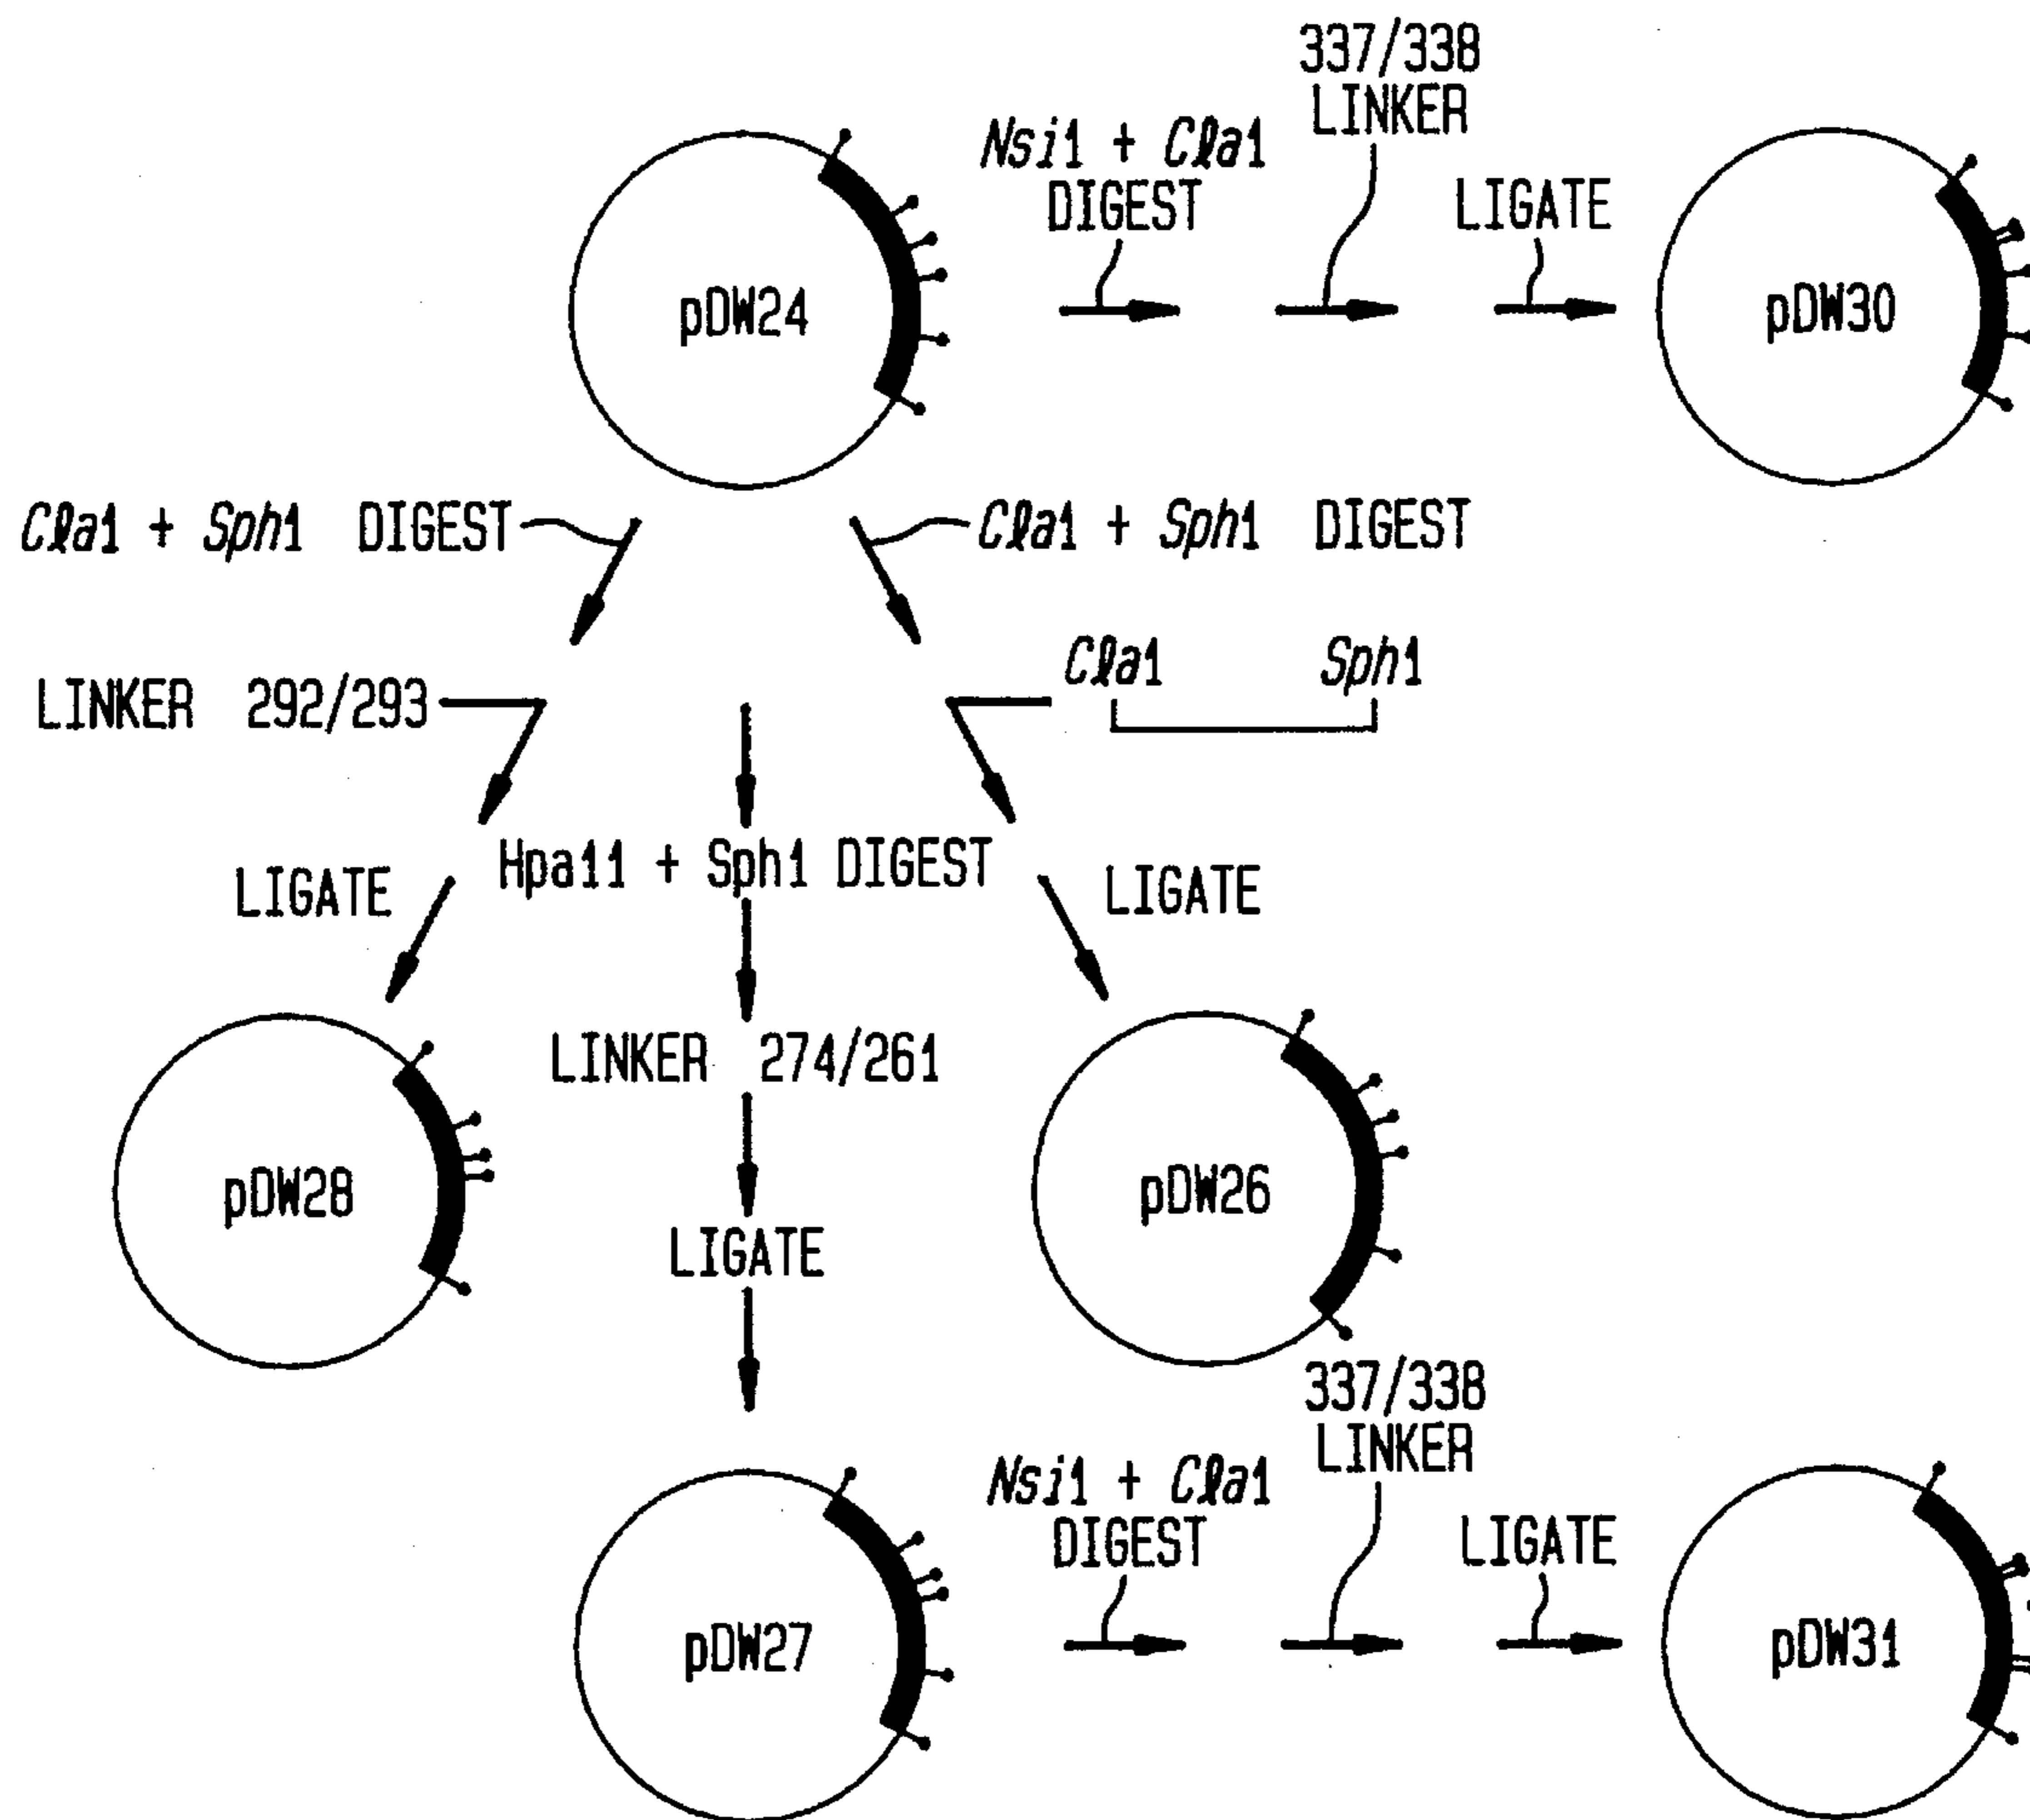 337/338
LINKER
Nsi1 + Cla1
DIGEST
LIGATE
pDW24
pDW30
Cla1 + Sph1 DIGEST
Cla1 + Sph1 DIGEST
LINKER 292/293
Cla1 Sph1
Hpa11 + Sph1 DIGEST
LIGATE
LIGATE
LINKER 274/261
pDW28
pDW26
LIGATE
337/338
LINKER
Nsi1 + Cla1
DIGEST
LIGATE
pDW27
pDW31